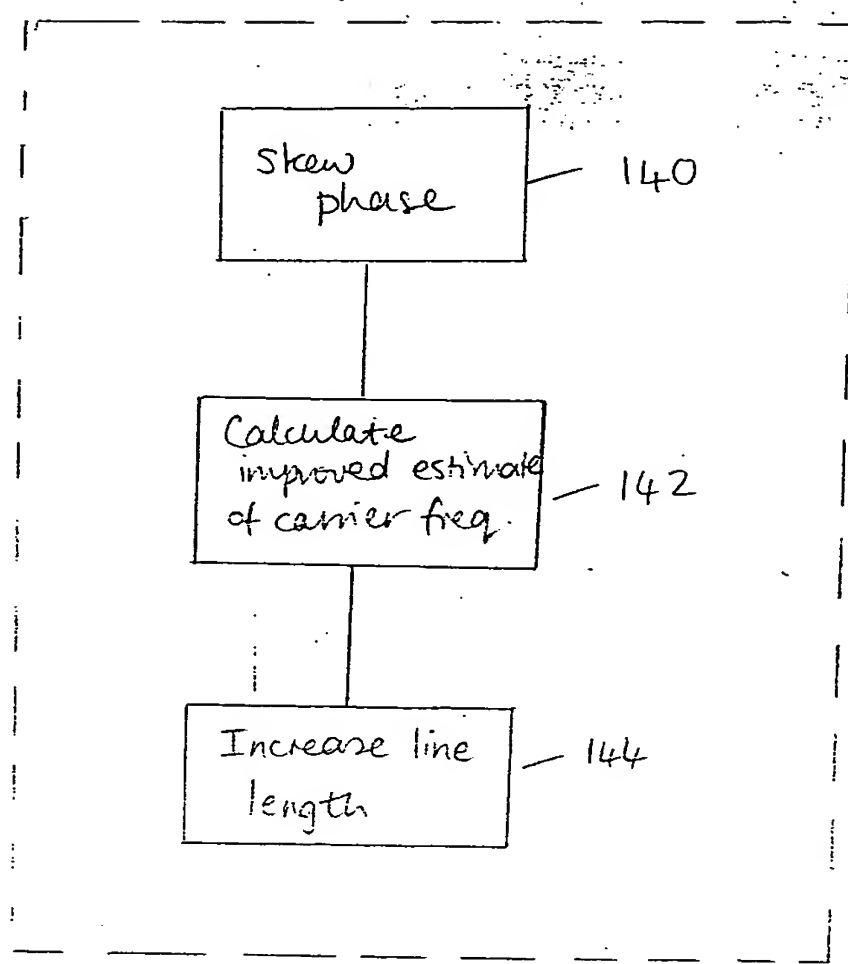 Skew
phase
140
Calculate
improved estimate
of carrier freq.
142
Increase line
length
144